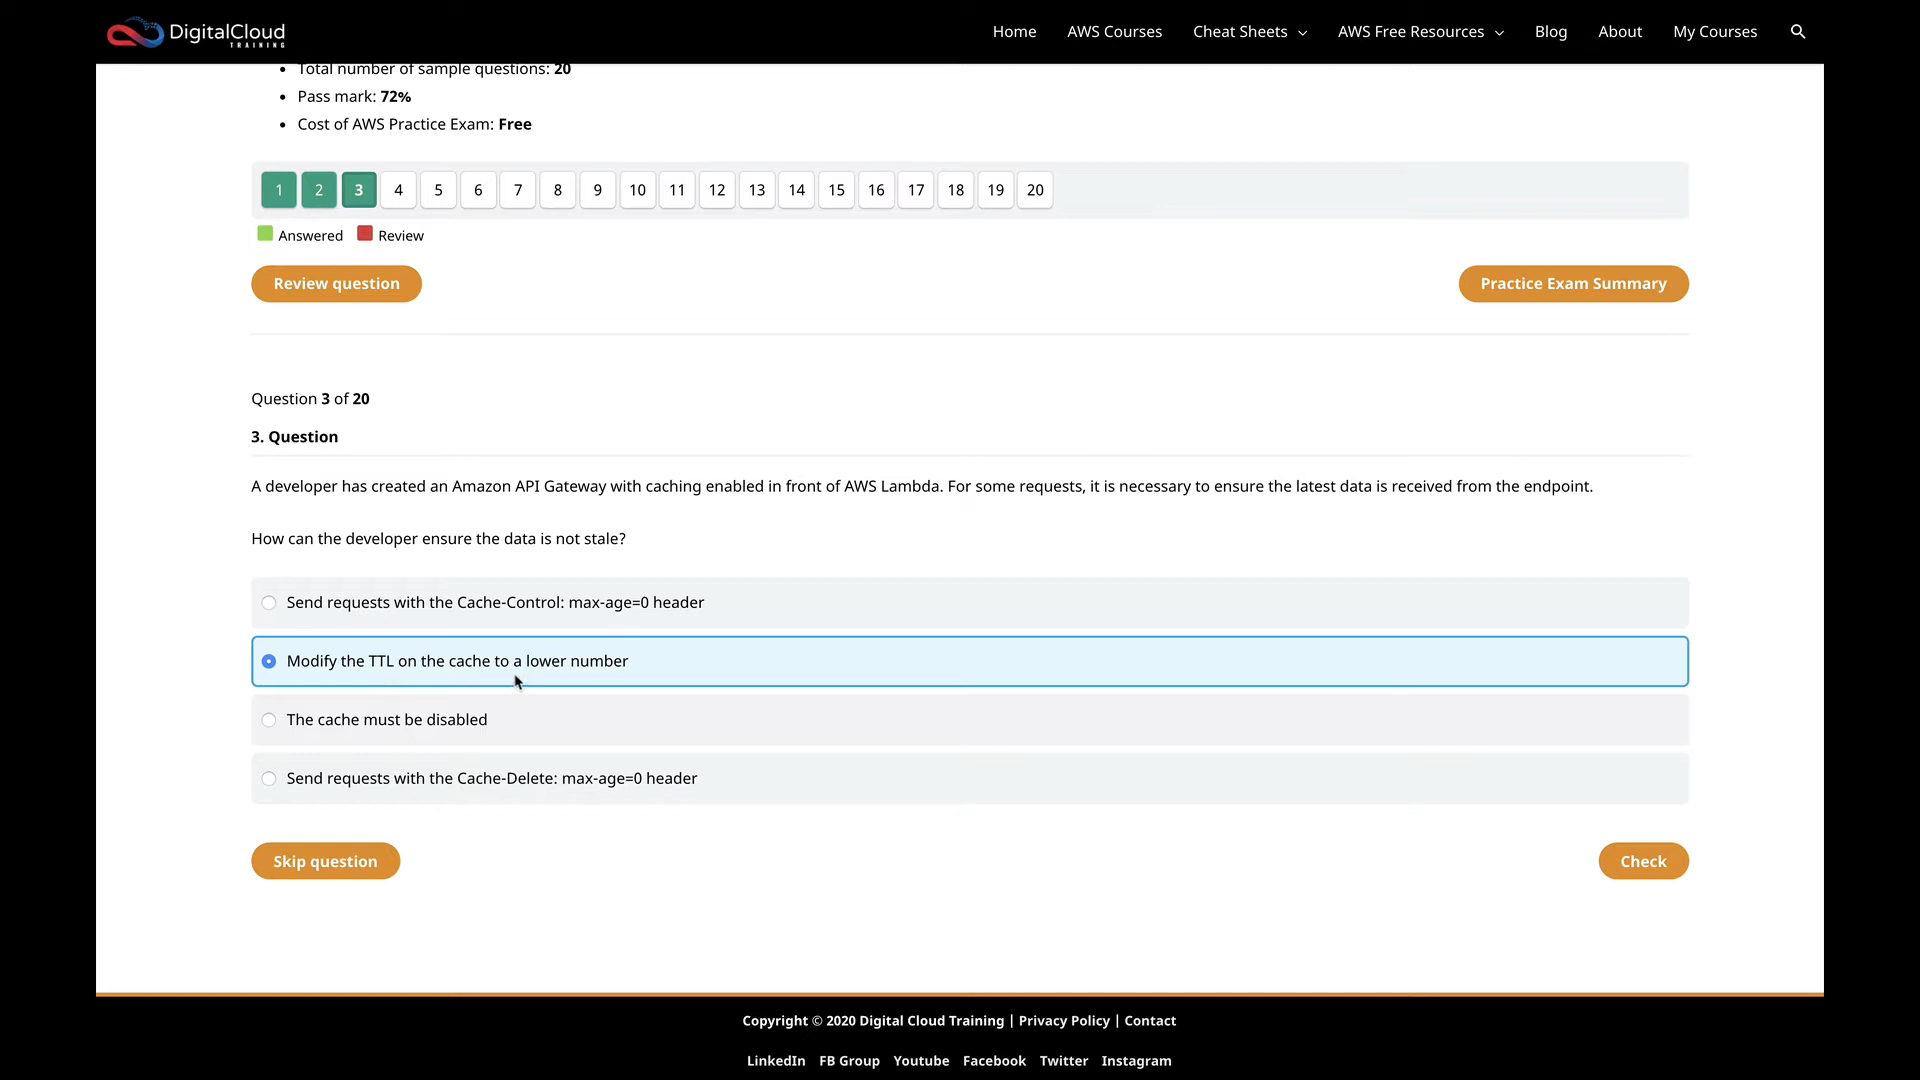 DigitalCloud
TRAINING
Home
AWS Courses
Cheat Sheets
AWS Free Resources
Blog
About
My Courses
Total number of sample questions: 20
Pass mark: 72%
Cost of AWS Practice Exam: Free
1 2 3 4 5 6 7 8 9 10 11 12 13 14 15 16 17 18 19 20
Answered Review
Review question
Practice Exam Summary
Question 3 of 20
3. Question
A developer has created an Amazon API Gateway with caching enabled in front of AWS Lambda. For some requests, it is necessary to ensure the latest data is received from the endpoint.
How can the developer ensure the data is not stale?
Send requests with the Cache-Control: max-age=0 header
Modify the TTL on the cache to a lower number
The cache must be disabled
Send requests with the Cache-Delete: max-age=0 header
Skip question
Check
Copyright © 2020 Digital Cloud Training | Privacy Policy | Contact
LinkedIn FB Group Youtube Facebook Twitter Instagram